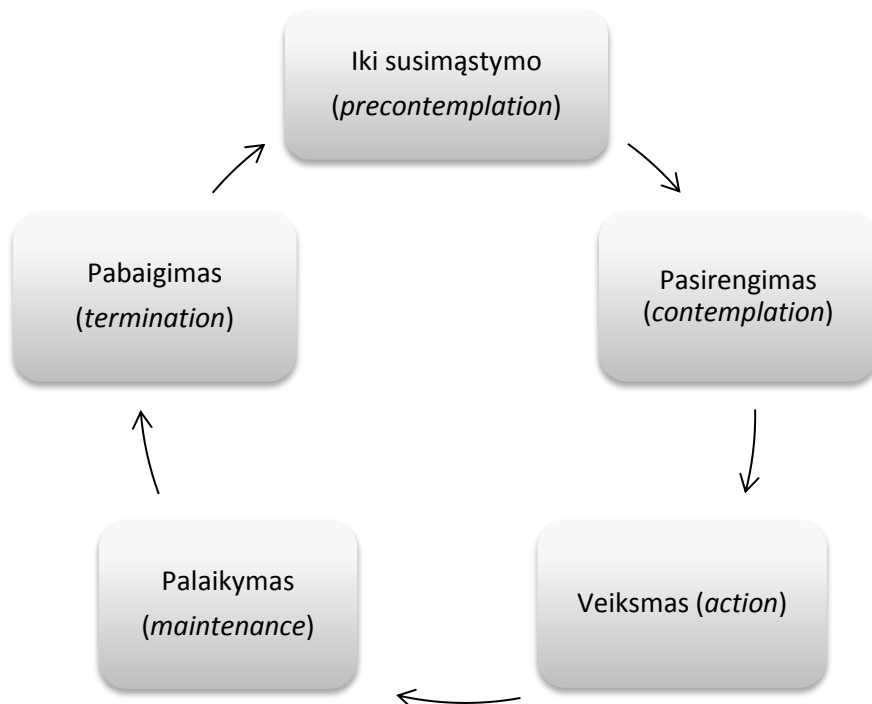 Iki susimąstymo
(precontemplation)
Pasirengimas
(contemplation)
Veiksmas (action)
Palaikymas
(maintenance)
Pabaigimas
(termination)